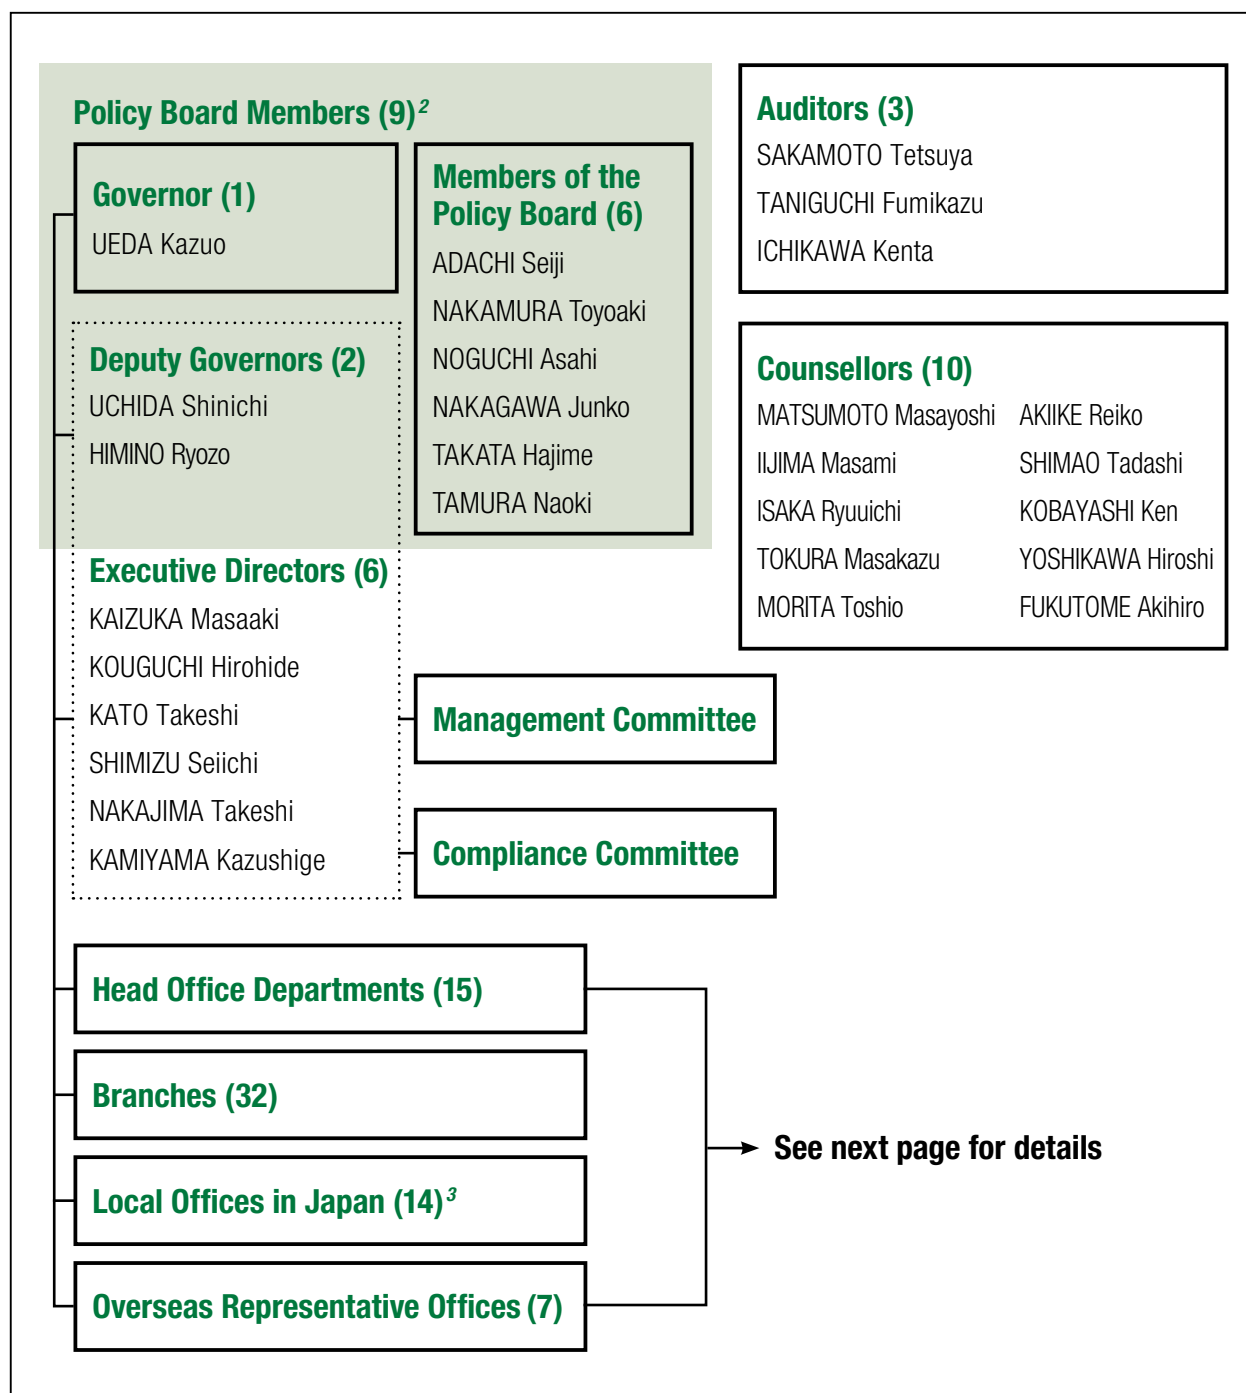 Policy Board Members (9)²
Governor (1)
UEDA Kazuo
Deputy Governors (2)
UCHIDA Shinichi
HIMINO Ryozo
Members of the
Policy Board (6)
ADACHI Seiji
NAKAMURA Toyoaki
NOGUCHI Asahi
NAKAGAWA Junko
TAKATA Hajime
TAMURA Naoki
Executive Directors (6)
KAIZUKA Masaaki
KOUGUCHI Hirohide
KATO Takeshi
SHIMIZU Seiichi
NAKAJIMA Takeshi
KAMIYAMA Kazushige
Management Committee
Compliance Committee
Auditors (3)
SAKAMOTO Tetsuya
TANIGUCHI Fumikazu
ICHIKAWA Kenta
Counsellors (10)
MATSUMOTO Masayoshi
IIJIMA Masami
ISAKA Ryuuichi
TOKURA Masakazu
MORITA Toshio
AKIIKE Reiko
SHIMAO Tadashi
KOBAYASHI Ken
YOSHIKAWA Hiroshi
FUKUTOME Akihiro
Head Office Departments (15)
Branches (32)
Local Offices in Japan (14)³
Overseas Representative Offices (7)
See next page for details